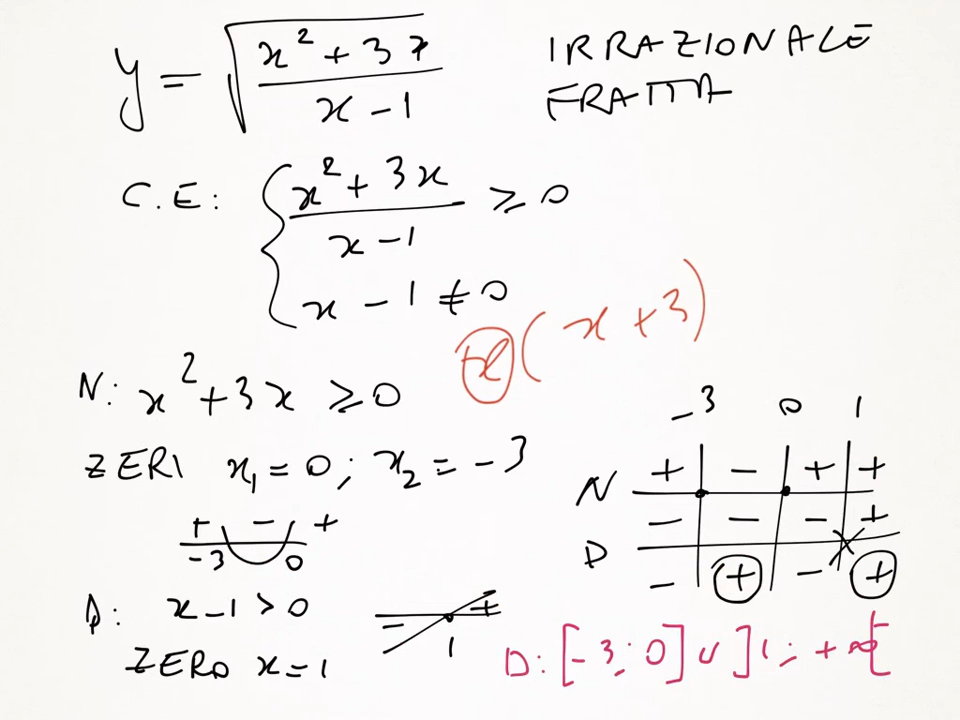 y = √((x² + 3x)/(x - 1)) IRRAZIONALE
FRATTA
C.E: { (x² + 3x)/(x - 1) ≥ 0
x - 1 ≠ 0
x(x + 3)
N: x² + 3x ≥ 0
ZERI x₁ = 0 ; x₂ = -3
+ - +
-3 0
D: x - 1 > 0
- +
1
ZERO x = 1
-3 0 1
N + - + +
D - - - +
- + - +
D: [-3; 0] ∪ ]1; +∞[